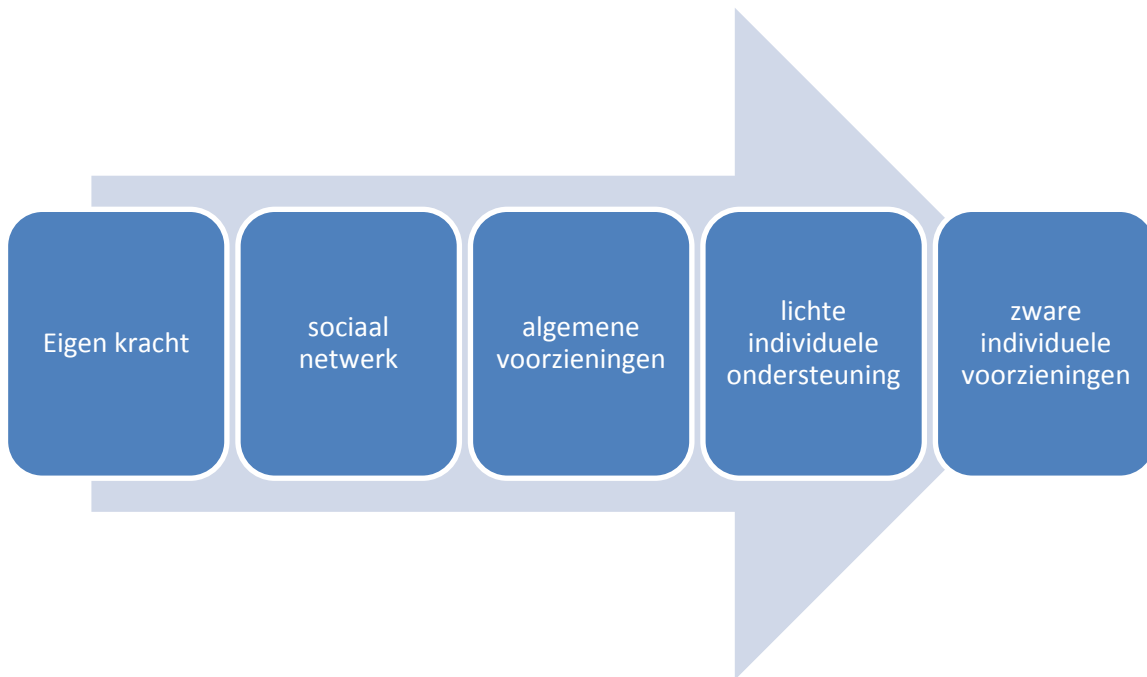 Eigen kracht
sociaal
netwerk
algemene
voorzieningen
lichte
individuele
ondersteuning
zware
individuele
voorzieningen